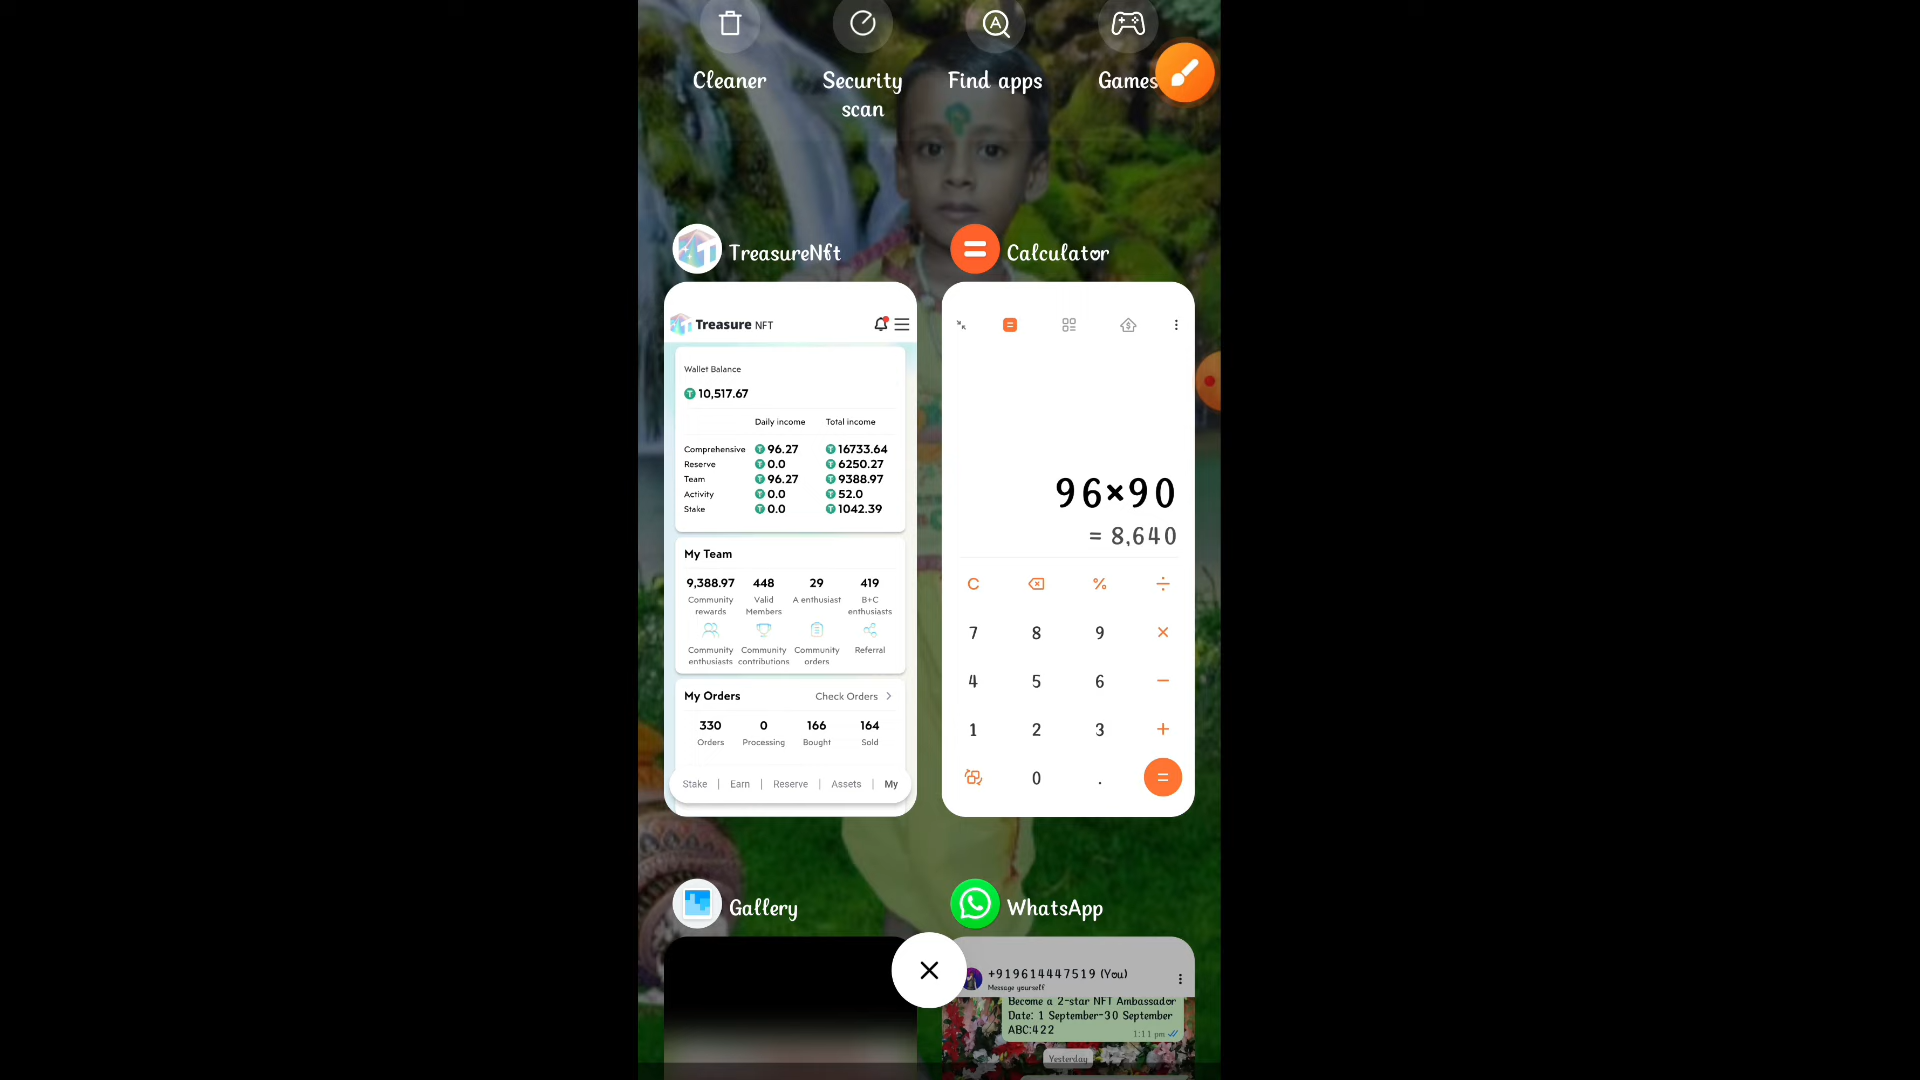 Cleaner
Security
scan
Find apps
Games
TreasureNft
Treasure NFT
Wallet Balance
10,517.67
Daily income Total income
Comprehensive 96.27 16733.64
Reserve 0.0 6250.27
Team 96.27 9388.97
Activity 0.0 52.0
Stake 0.0 1042.39
My Team
9,388.97 448 29 419
Community Valid A enthusiast B+C
rewards Members enthusiasts
Community Community Community Referral
enthusiasts contributions orders
My Orders Check Orders >
330 0 166 164
Orders Processing Bought Sold
Stake | Earn | Reserve | Assets | My
Calculator
96×90
= 8,640
C % ÷
7 8 9 ×
4 5 6 −
1 2 3 +
0 . =
Gallery
WhatsApp
+919614447519 (You)
Message yourself
Become a 2-star NFT Ambassador
Date: 1 September-30 September
ABC:422
1:11 pm
Yesterday